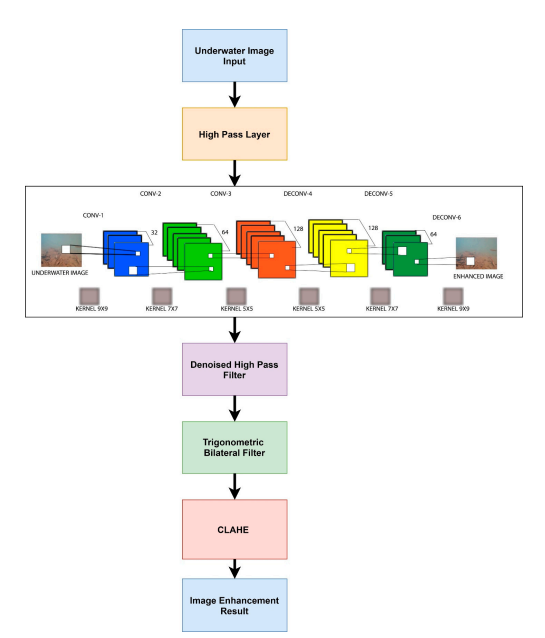 Underwater Image
Input
High Pass Layer
CONV-2
CONV-3
DECONV-4
DECONV-5
CONV-1
DECONV-6
32
64
128
128
64
UNDERWATER IMAGE
ENHANCED IMAGE
KERNEL 9X9
KERNEL 7X7
KERNEL 5X5
KERNEL 5X5
KERNEL 7X7
KERNEL 9X9
Denoised High Pass
Filter
Trigonometric
Bilateral Filter
CLAHE
Image Enhancement
Result